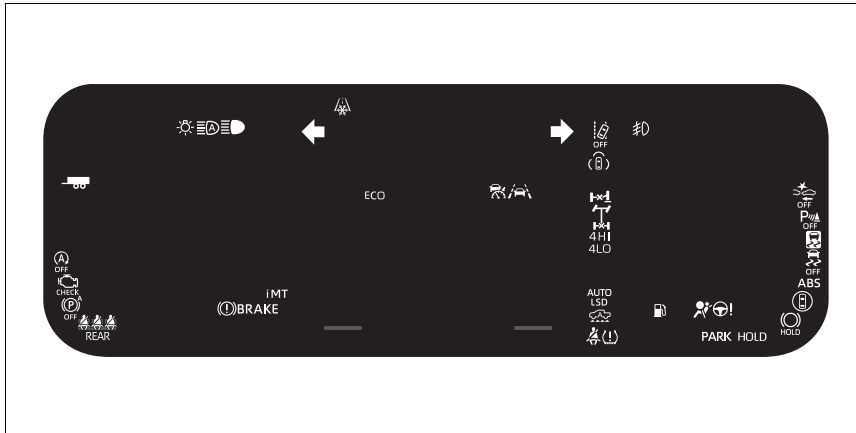 OFF
A
ECO
OFF
P OFF
4HI
4LO
OFF
ABS
A
OFF
CHECK
P A
OFF
REAR
iMT
(!)BRAKE
AUTO
LSD
(!)
!
PARK HOLD
HOLD